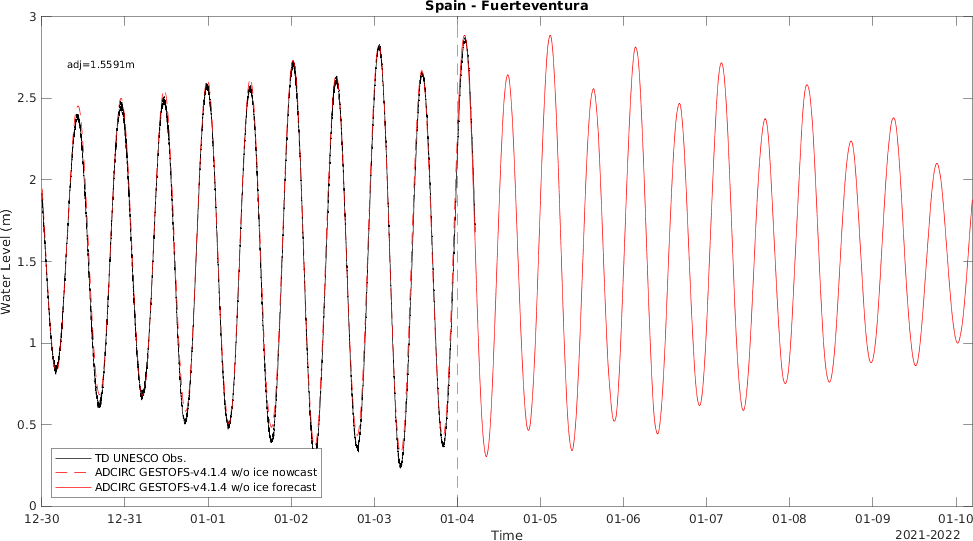 Spain - Fuerteventura
adj=1.5591m
3
2.5
2
1.5
1
0.5
0
Water Level (m)
TD UNESCO Obs.
ADCIRC GESTOFS-v4.1.4 w/o ice nowcast
ADCIRC GESTOFS-v4.1.4 w/o ice forecast
12-30 12-31 01-01 01-02 01-03 01-04 01-05 01-06 01-07 01-08 01-09 01-10
Time
2021-2022